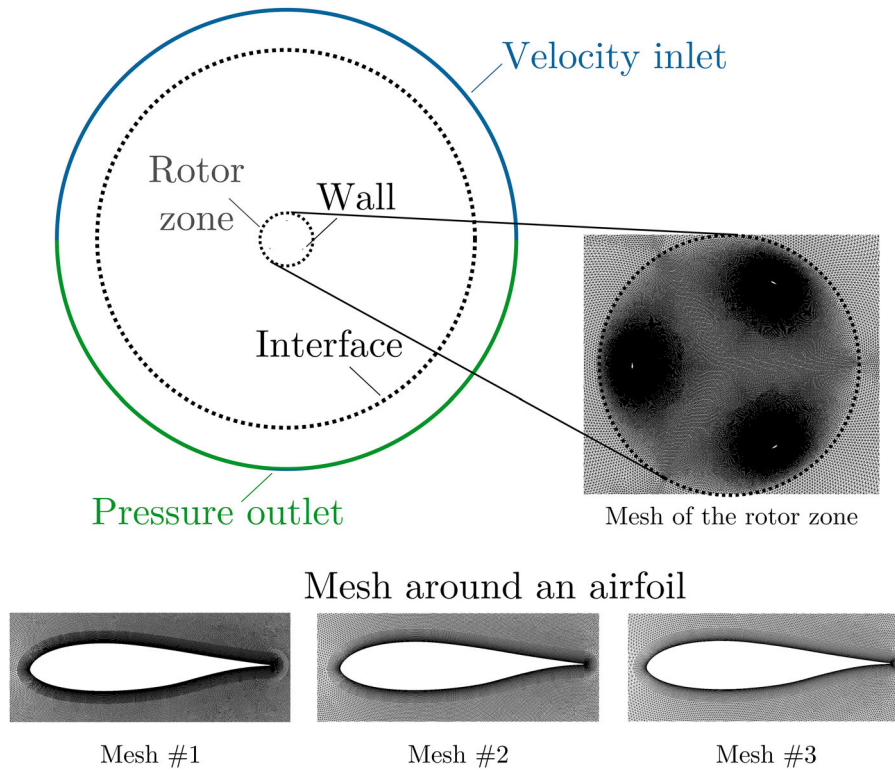 Velocity inlet
Rotor
zone
Wall
Interface
Pressure outlet
Mesh of the rotor zone
Mesh around an airfoil
Mesh #1
Mesh #2
Mesh #3